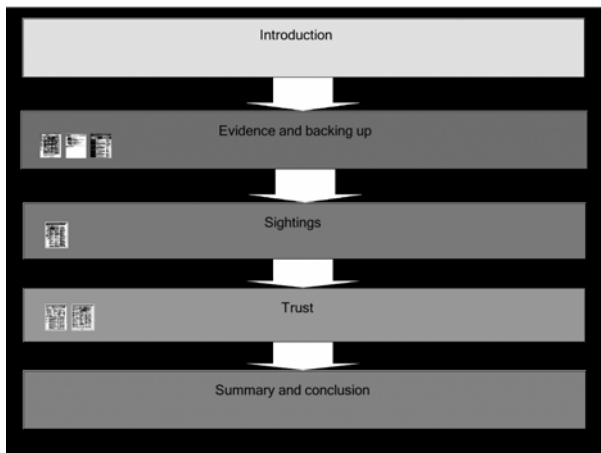 Introduction
Evidence and backing up
Sightings
Trust
Summary and conclusion